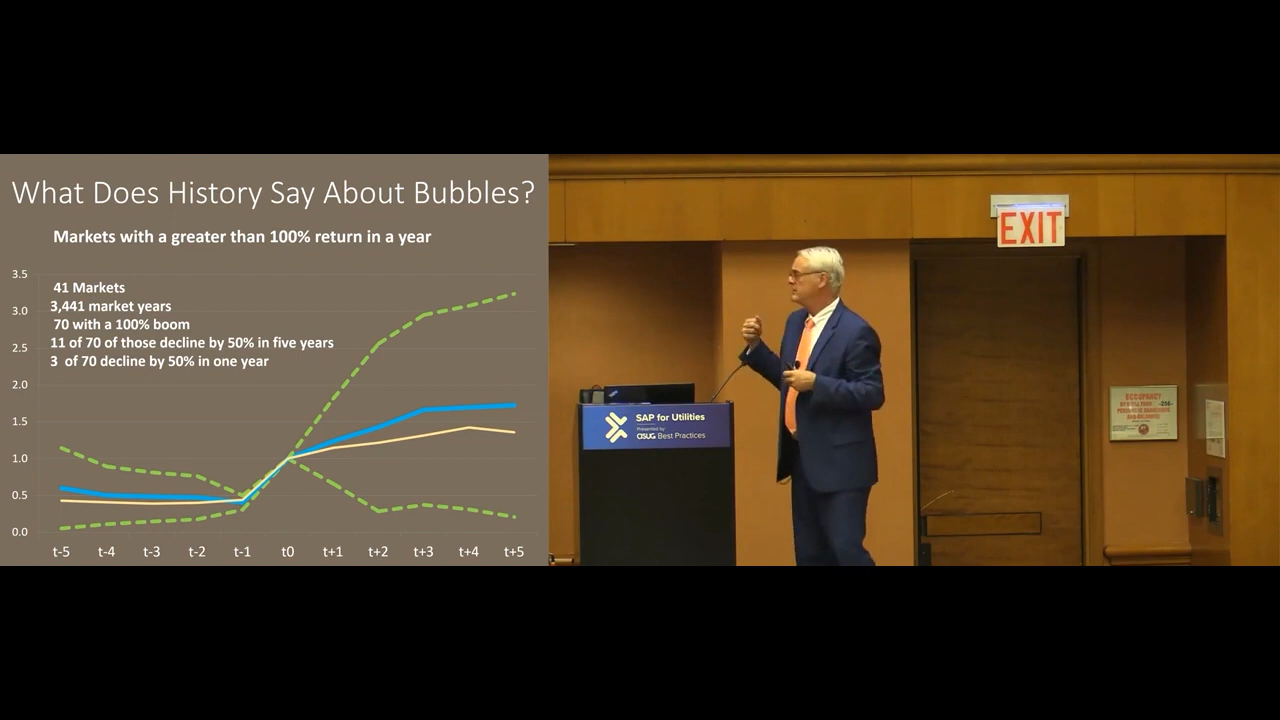 What Does History Say About Bubbles?
Markets with a greater than 100% return in a year
3.5
3.0
2.5
2.0
1.5
1.0
0.5
0.0
41 Markets
3,441 market years
70 with a 100% boom
11 of 70 of those decline by 50% in five years
3 of 70 decline by 50% in one year
t-5 t-4 t-3 t-2 t-1 t0 t+1 t+2 t+3 t+4 t+5
EXIT
SAP for Utilities
Presented by
ASUG Best Practices
OCCUPANCY